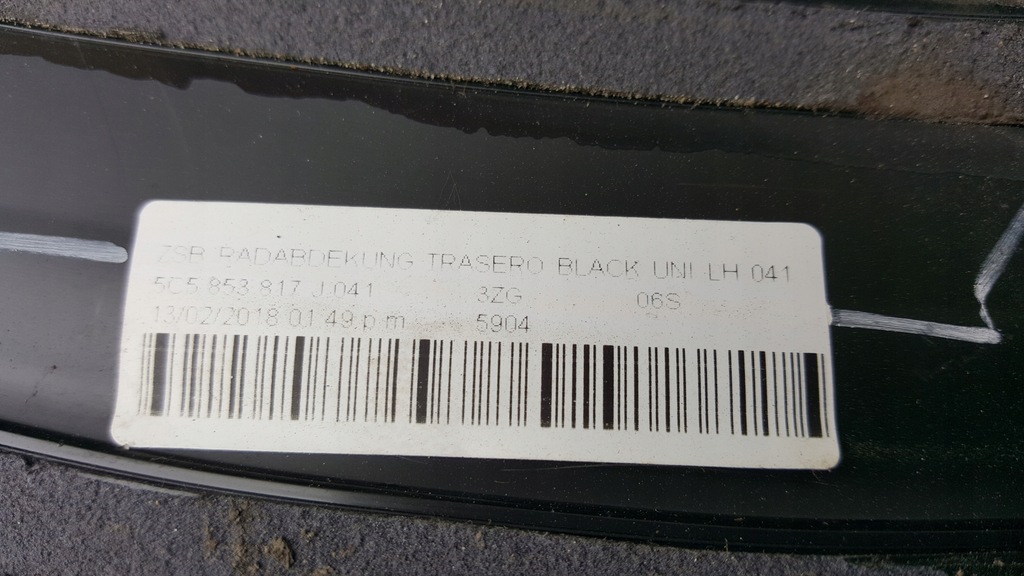 ZSB RADABDEKUNG TRASERO BLACK UNI LH 041
5C5 853 817 J 041 3ZG 06S
13/02/2018 01:49 p.m. 5904